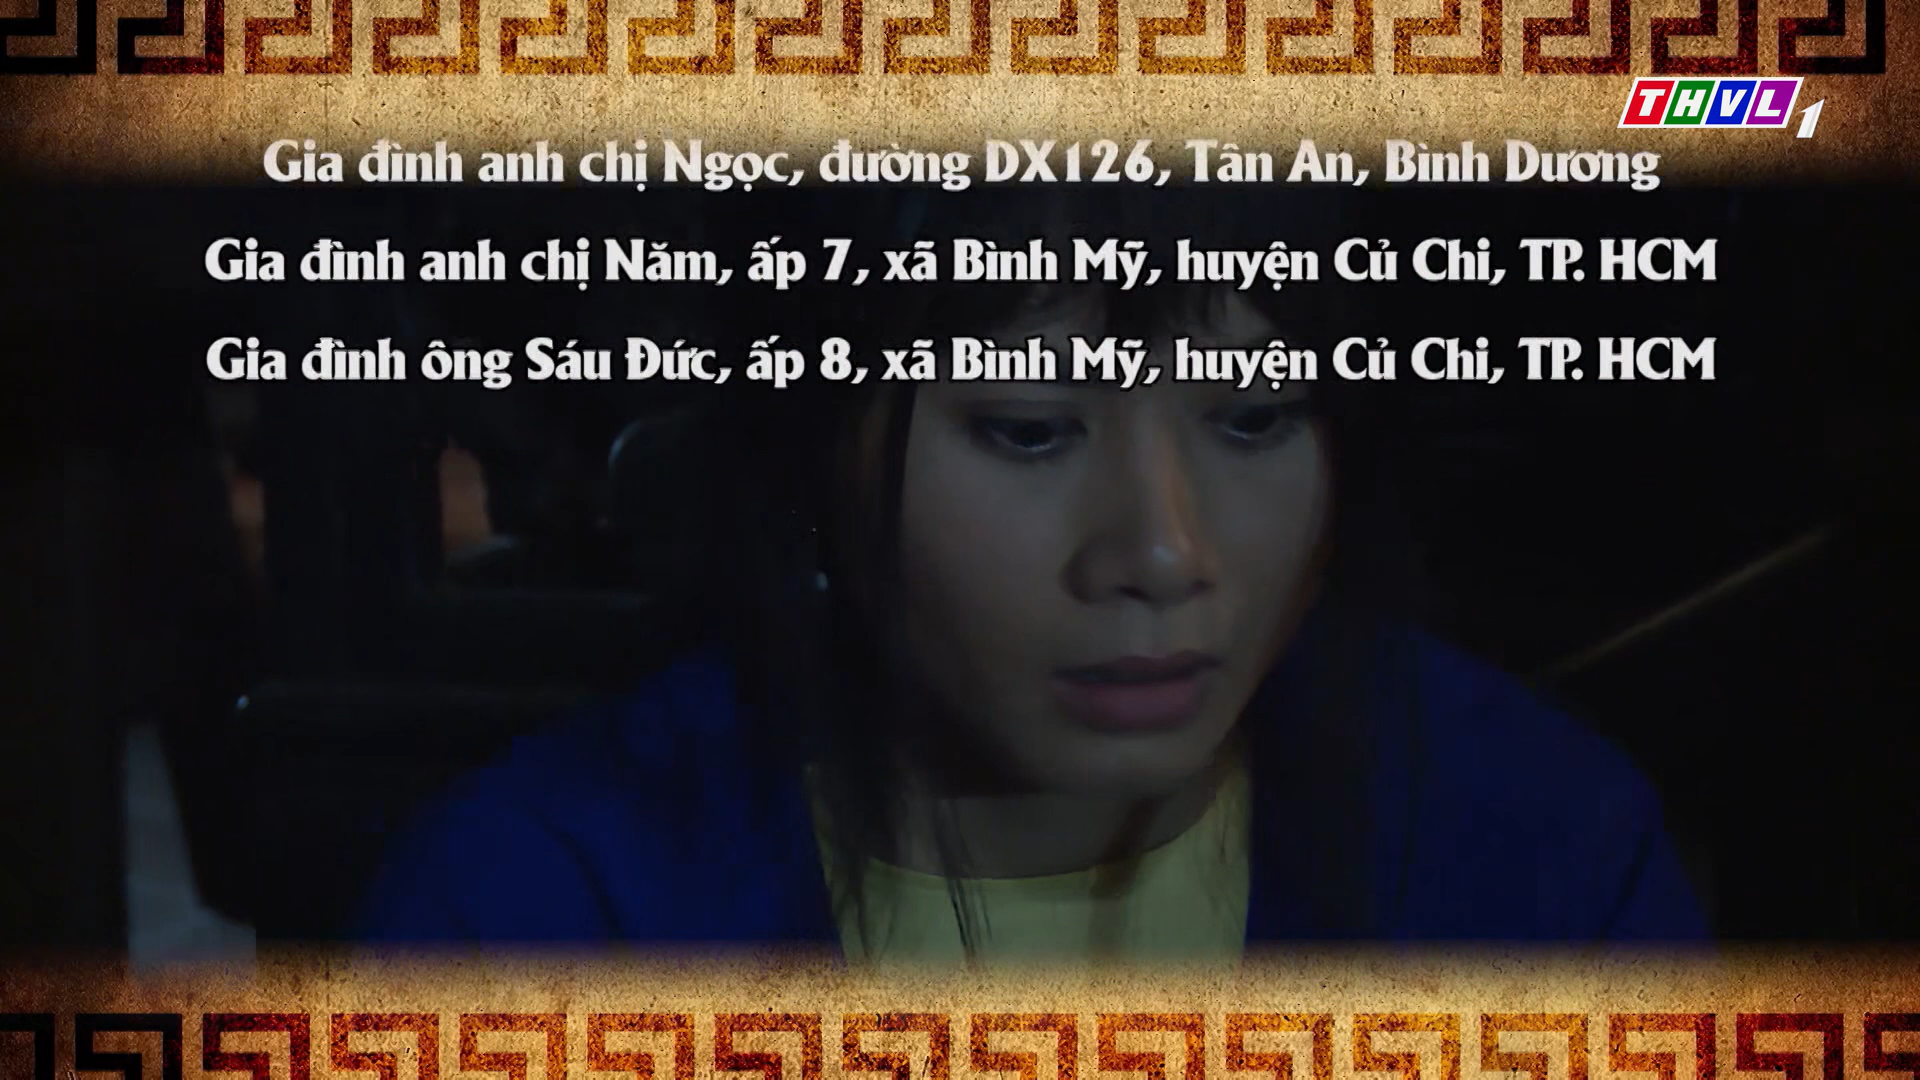 THVL 1
Gia đình anh chị Ngọc, đường DX126, Tân An, Bình Dương
Gia đình anh chị Năm, ấp 7, xã Bình Mỹ, huyện Củ Chi, TP. HCM
Gia đình ông Sáu Đức, ấp 8, xã Bình Mỹ, huyện Củ Chi, TP. HCM